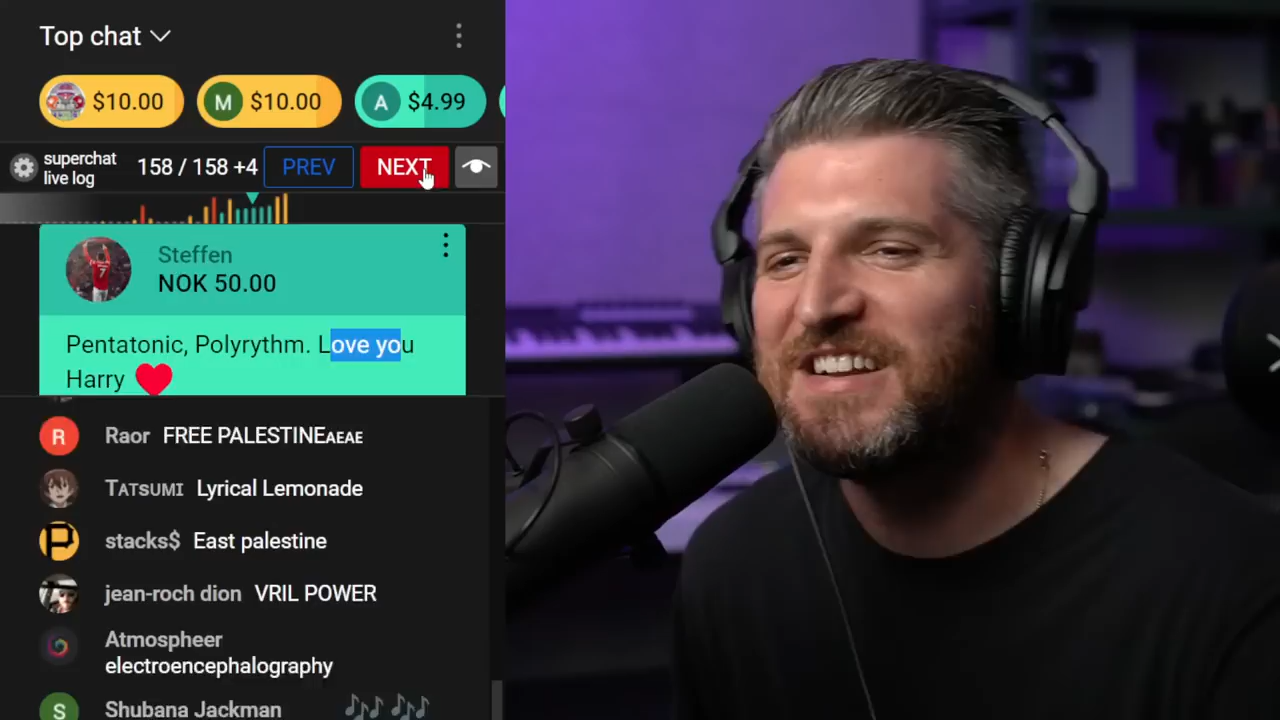 Top chat
$10.00
M $10.00
A $4.99
superchat
live log
158 / 158 +4
PREV
NEXT
Steffen
NOK 50.00
Pentatonic, Polyrythm. Love you
Harry
R Raor FREE PALESTINEAEAE
TATSUMI Lyrical Lemonade
stacks$ East palestine
jean-roch dion VRIL POWER
Atmospheer
electroencephalography
S Shubana Jackman